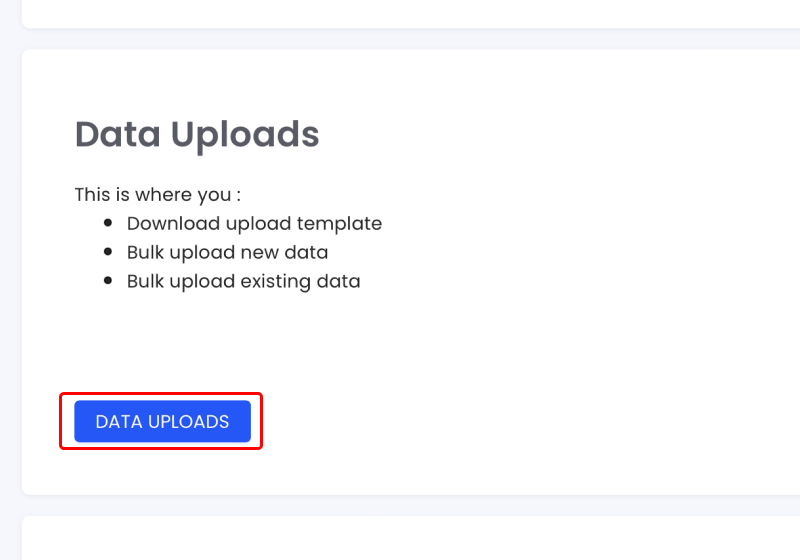 Data Uploads
This is where you :
Download upload template
Bulk upload new data
Bulk upload existing data
DATA UPLOADS